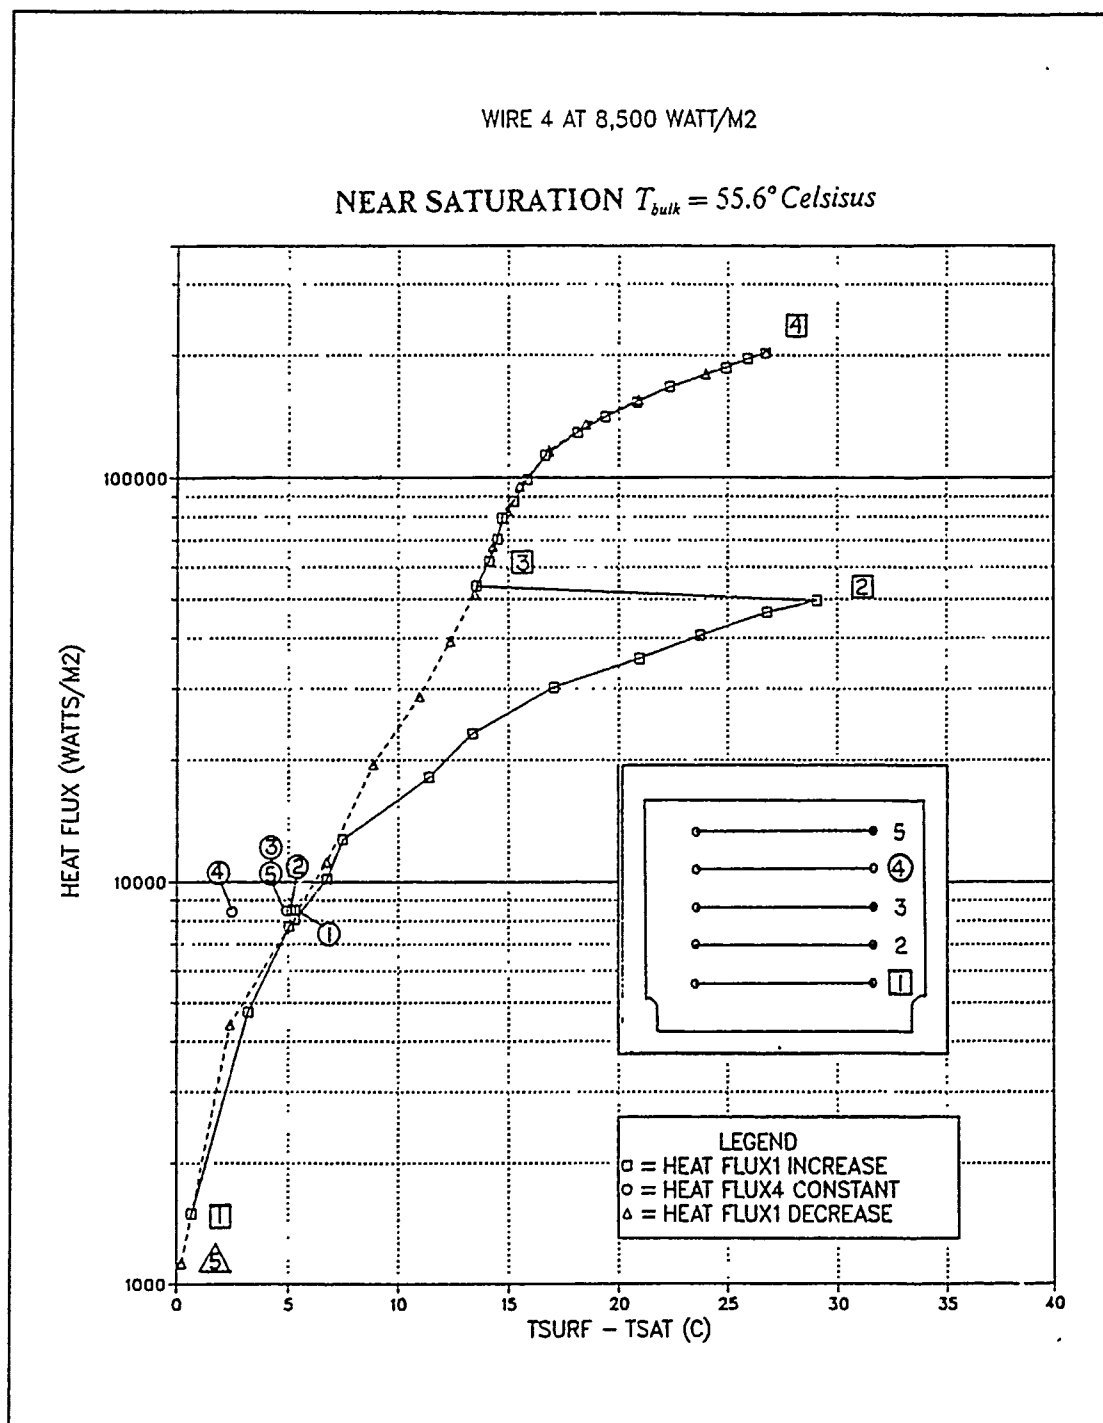 WIRE 4 AT 8,500 WATT/M2
NEAR SATURATION T_bulk = 55.6° Celsisus
HEAT FLUX (WATTS/M2)
100000
10000
1000
4
3
2
3
4
5
2
1
1
5
5
4
3
2
1
LEGEND
□ = HEAT FLUX1 INCREASE
○ = HEAT FLUX4 CONSTANT
△ = HEAT FLUX1 DECREASE
0 5 10 15 20 25 30 35 40
TSURF - TSAT (C)